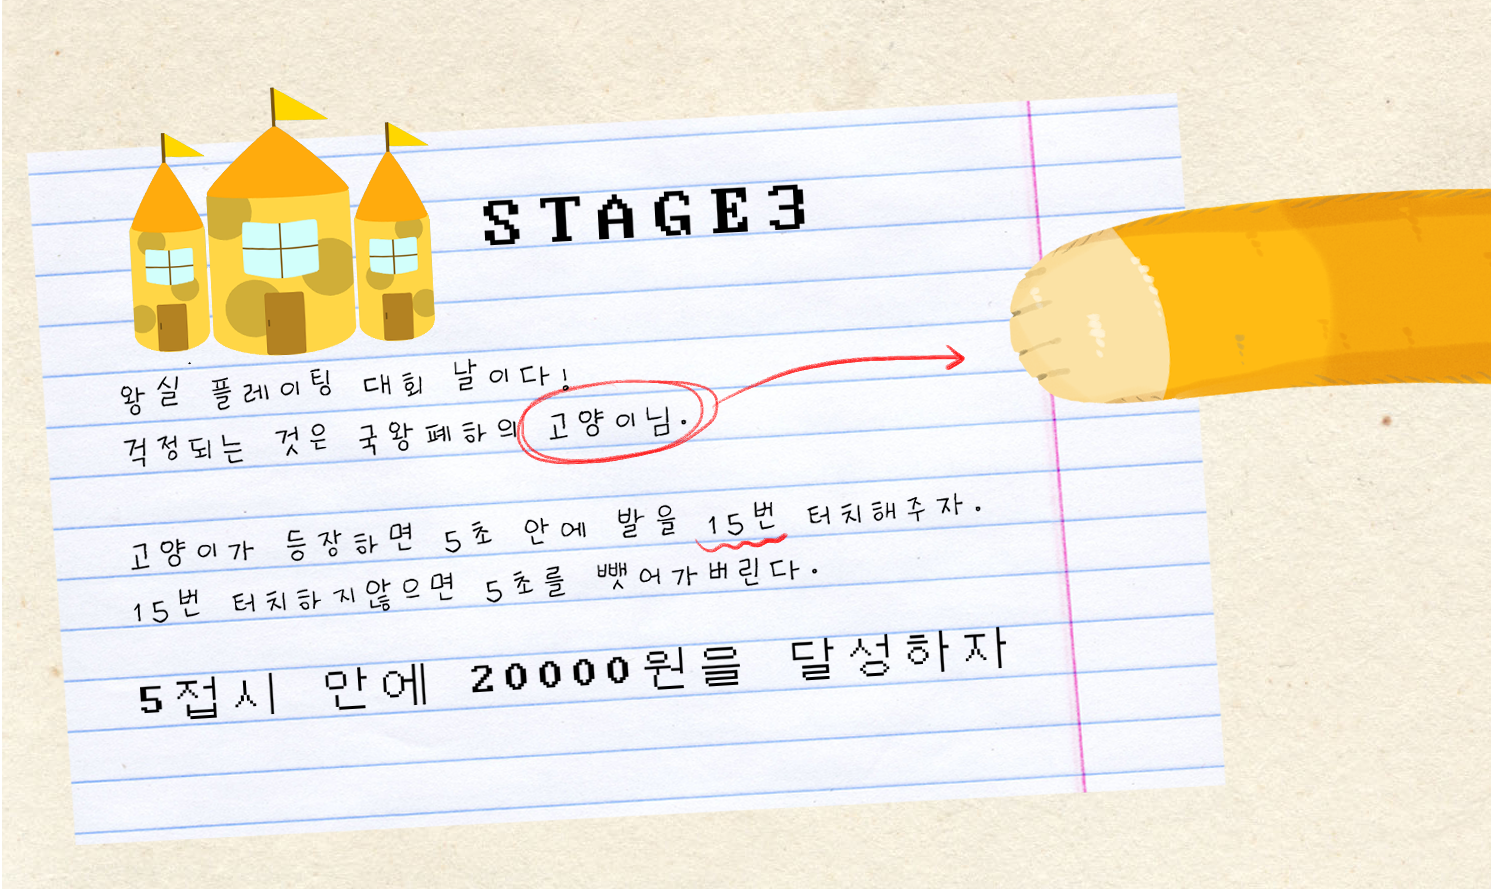 STAGE3
왕실 플레이팅 대회 날이다!
걱정되는 것은 국왕폐하의 고양이님.
고양이가 등장하면 5초 안에 발을 15번 터치해주자.
15번 터치하지않으면 5초를 뺏어가버린다.
5접시 안에 20000원을 달성하자